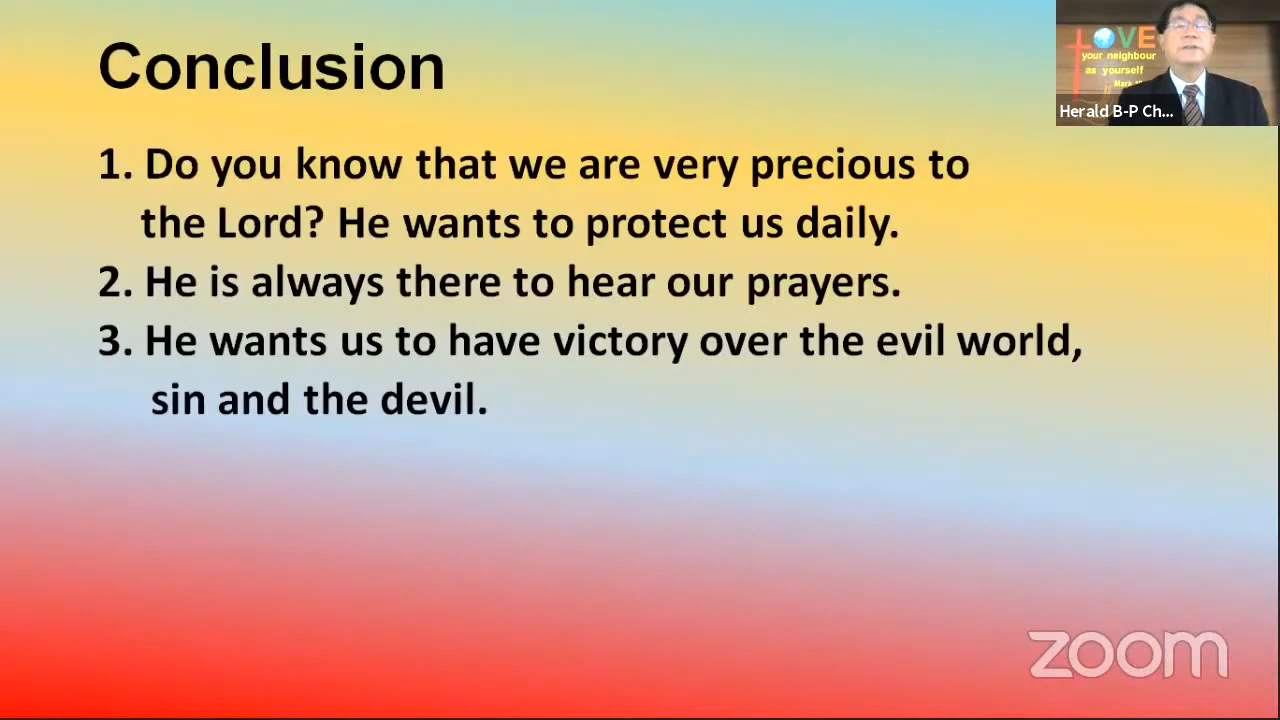 Conclusion
1. Do you know that we are very precious to
the Lord? He wants to protect us daily.
2. He is always there to hear our prayers.
3. He wants us to have victory over the evil world,
sin and the devil.
LOVE
your neighbour
as yourself
Mark
Herald B-P Ch...
zoom